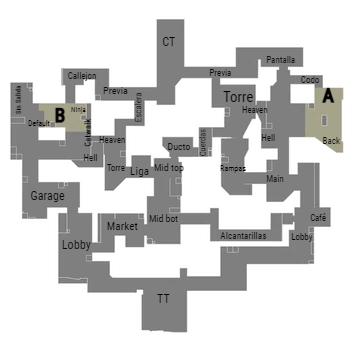 CT
Pantalla
Callejon
Previa
Codo
Sin Salida
Previa
Escalera
Torre
A
Ninja
Heaven
B
Default
Catwalk
Heaven
Cuerdas
Hell
Back
Ducto
Hell
Torre
Liga
Mid top
Rampas
Main
Garage
Mid bot
Café
Market
Lobby
Alcantarillas
Lobby
TT